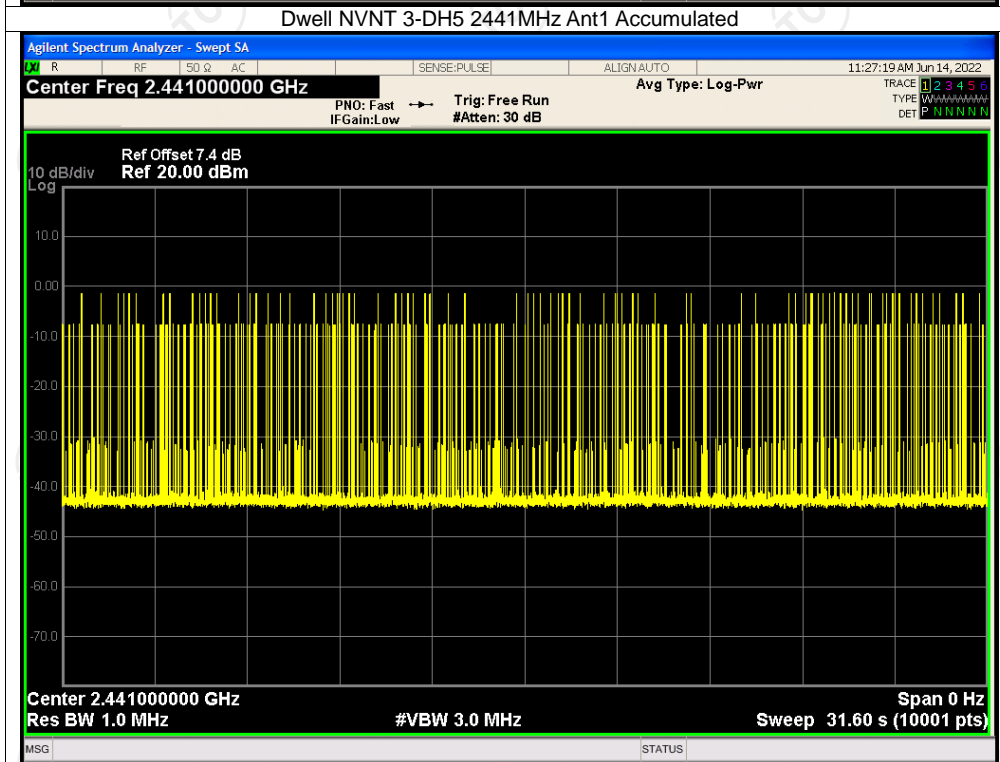 Dwell NVNT 3-DH5 2441MHz Ant1 Accumulated
Agilent Spectrum Analyzer - Swept SA
LXI R RF 50 Ω AC SENSE:PULSE ALIGN AUTO 11:27:19 AM Jun 14, 2022
Center Freq 2.441000000 GHz Avg Type: Log-Pwr TRACE 1 2 3 4 5 6
PNO: Fast Trig: Free Run TYPE W
IFGain:Low #Atten: 30 dB DET P N N N N N
Ref Offset 7.4 dB
10 dB/div Ref 20.00 dBm
Log
10.0
0.00
-10.0
-20.0
-30.0
-40.0
-50.0
-60.0
-70.0
Center 2.441000000 GHz Span 0 Hz
Res BW 1.0 MHz #VBW 3.0 MHz Sweep 31.60 s (10001 pts)
MSG STATUS